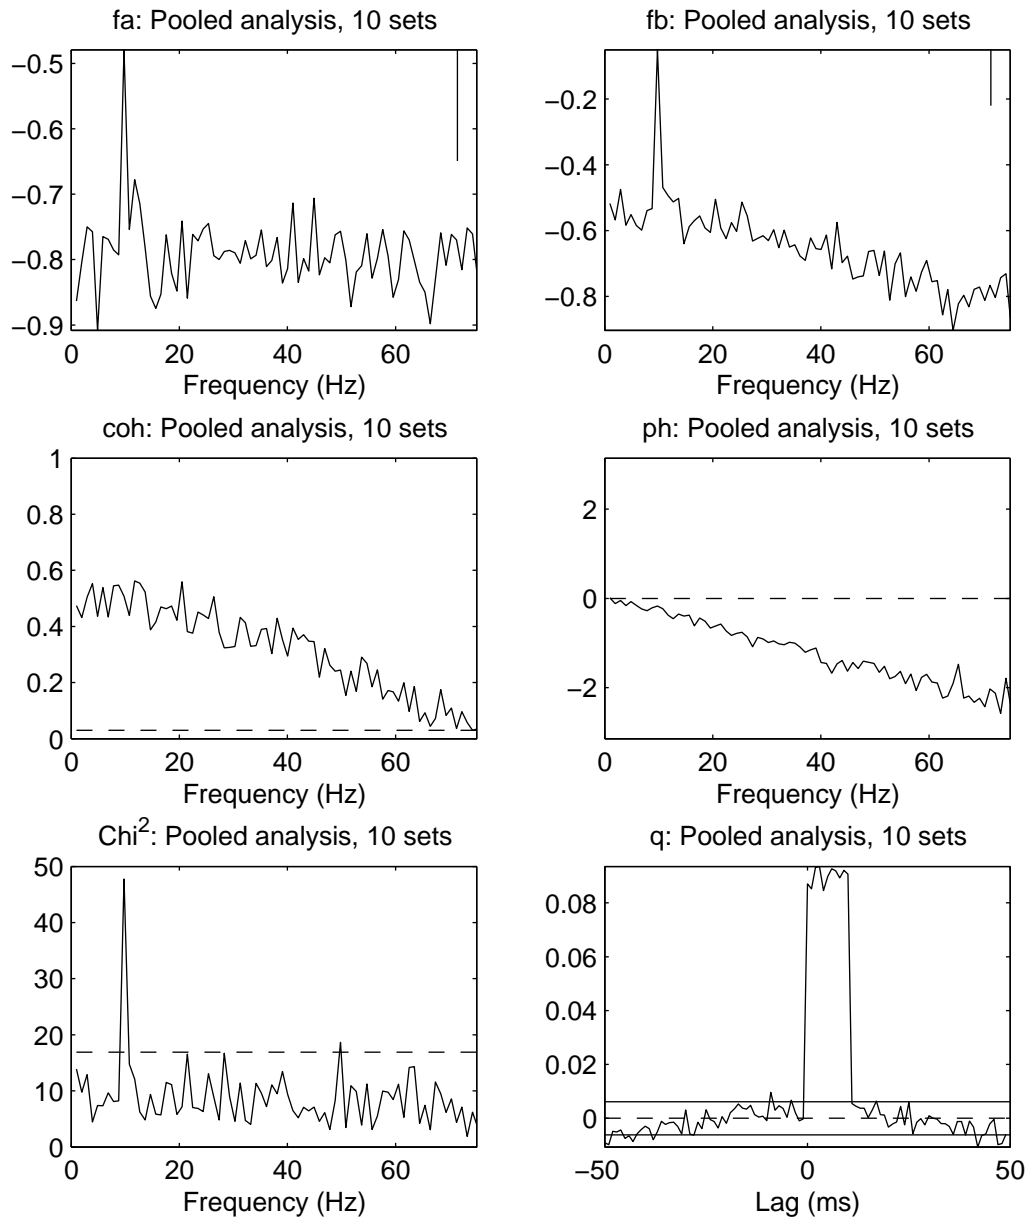 fa: Pooled analysis, 10 sets
−0.5
−0.6
−0.7
−0.8
−0.9
0 20 40 60
Frequency (Hz)
fb: Pooled analysis, 10 sets
−0.2
−0.4
−0.6
−0.8
0 20 40 60
Frequency (Hz)
coh: Pooled analysis, 10 sets
1
0.8
0.6
0.4
0.2
0
0 20 40 60
Frequency (Hz)
ph: Pooled analysis, 10 sets
2
0
−2
0 20 40 60
Frequency (Hz)
Chi²: Pooled analysis, 10 sets
50
40
30
20
10
0
0 20 40 60
Frequency (Hz)
q: Pooled analysis, 10 sets
0.08
0.06
0.04
0.02
0
−50 0 50
Lag (ms)